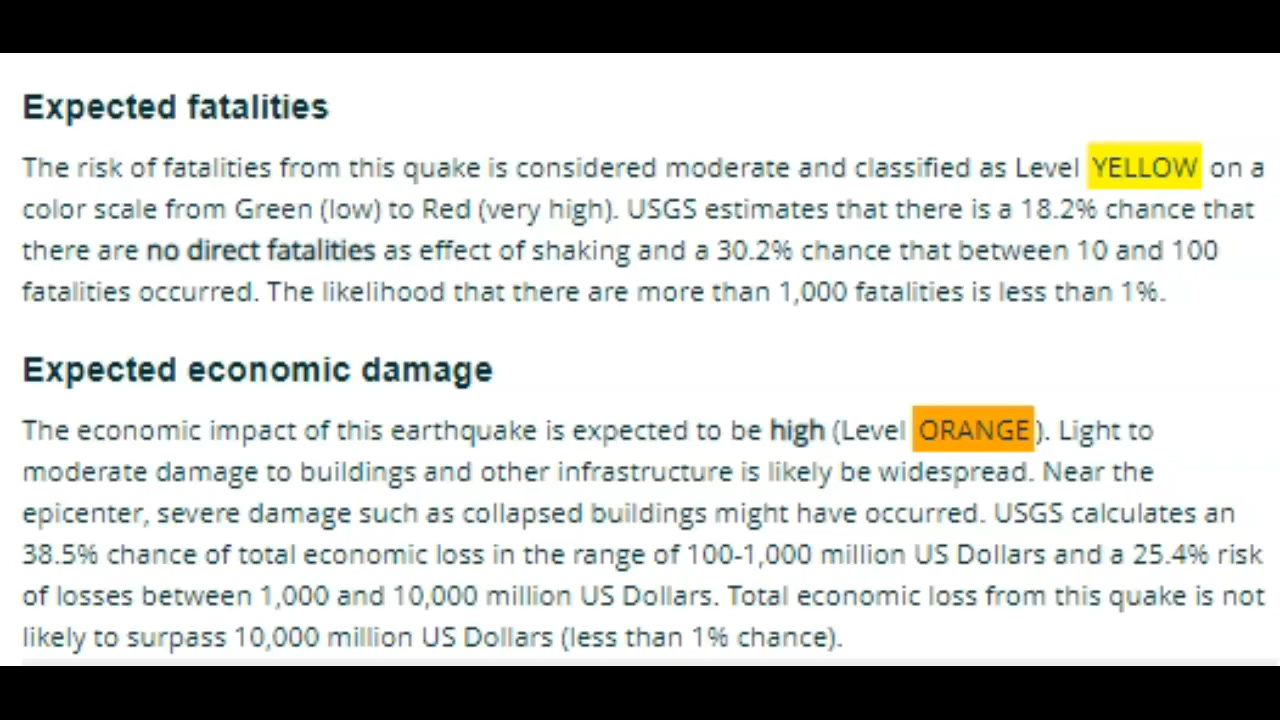 Expected fatalities
The risk of fatalities from this quake is considered moderate and classified as Level YELLOW on a
color scale from Green (low) to Red (very high). USGS estimates that there is a 18.2% chance that
there are no direct fatalities as effect of shaking and a 30.2% chance that between 10 and 100
fatalities occurred. The likelihood that there are more than 1,000 fatalities is less than 1%.
Expected economic damage
The economic impact of this earthquake is expected to be high (Level ORANGE). Light to
moderate damage to buildings and other infrastructure is likely be widespread. Near the
epicenter, severe damage such as collapsed buildings might have occurred. USGS calculates an
38.5% chance of total economic loss in the range of 100-1,000 million US Dollars and a 25.4% risk
of losses between 1,000 and 10,000 million US Dollars. Total economic loss from this quake is not
likely to surpass 10,000 million US Dollars (less than 1% chance).